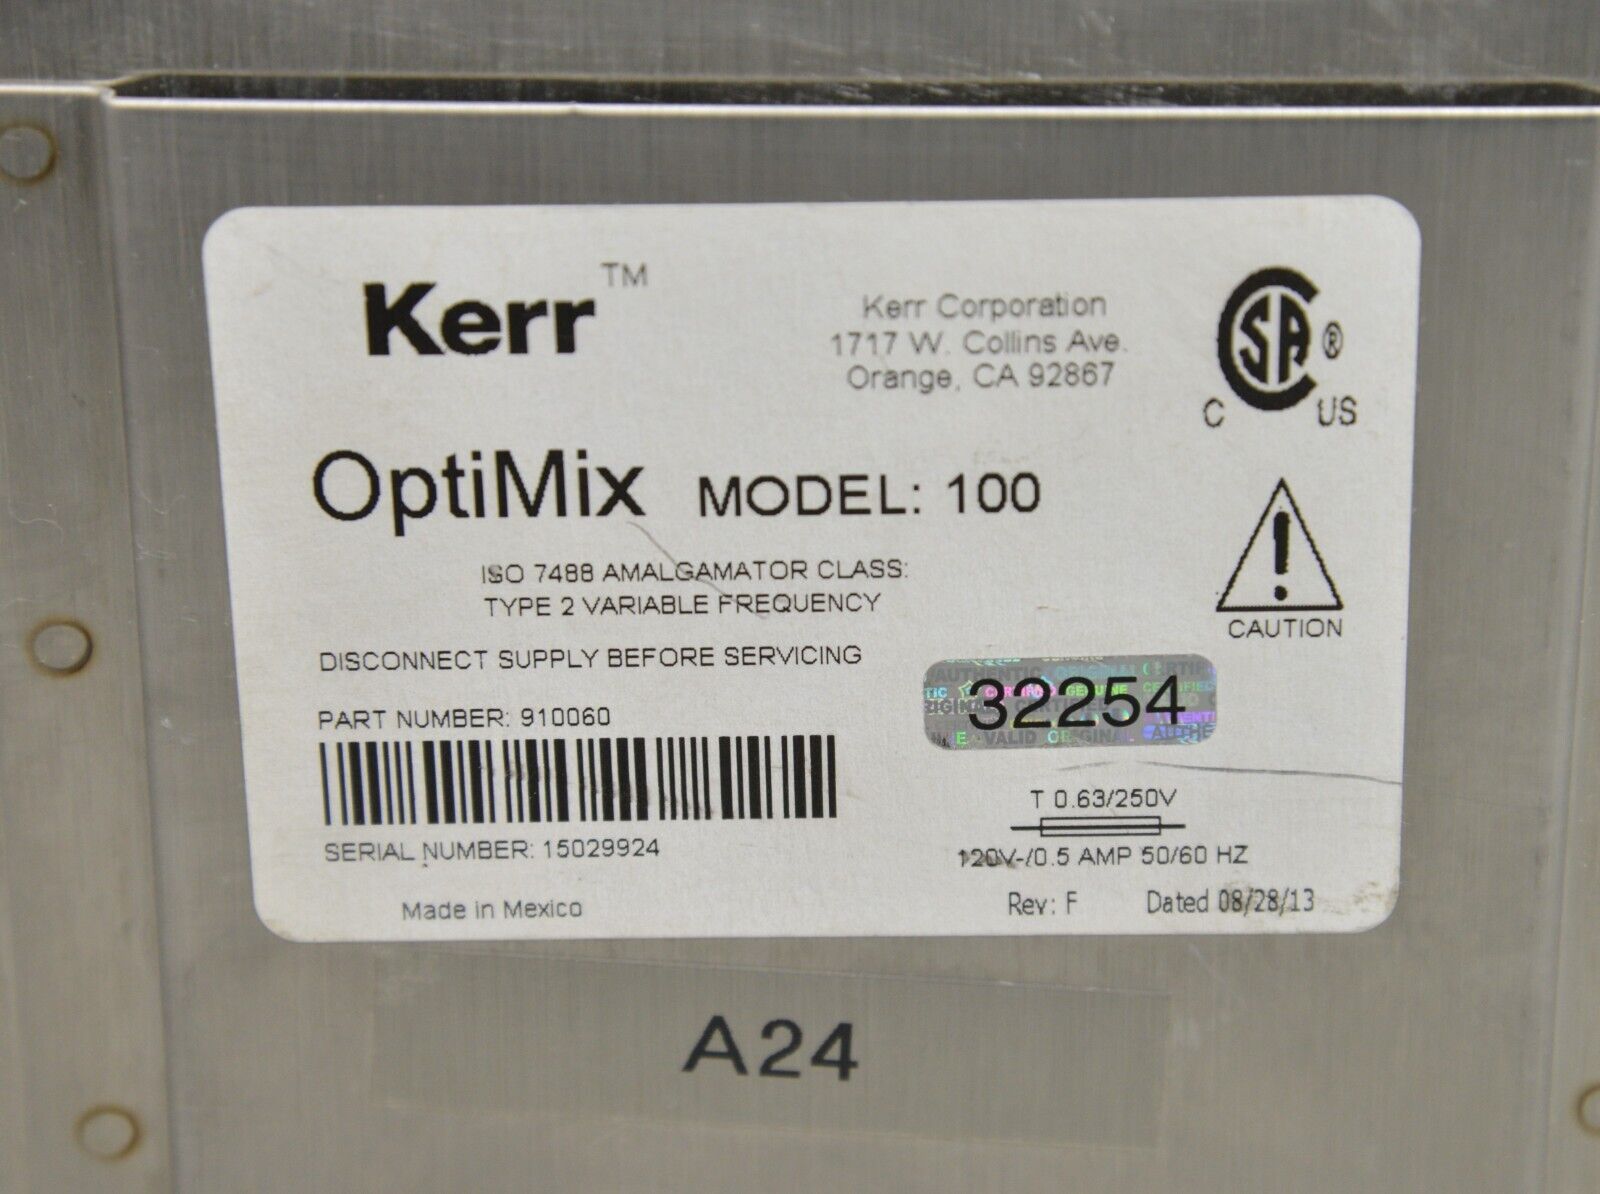 Kerr™
Kerr Corporation
1717 W. Collins Ave.
Orange, CA 92867
CSA®
C US
OptiMix MODEL: 100
ISO 7488 AMALGAMATOR CLASS:
TYPE 2 VARIABLE FREQUENCY
CAUTION
DISCONNECT SUPPLY BEFORE SERVICING
32254
PART NUMBER: 910060
T 0.63/250V
SERIAL NUMBER: 15029924
120V~/0.5 AMP 50/60 HZ
Made in Mexico
Rev: F Dated 08/28/13
A24